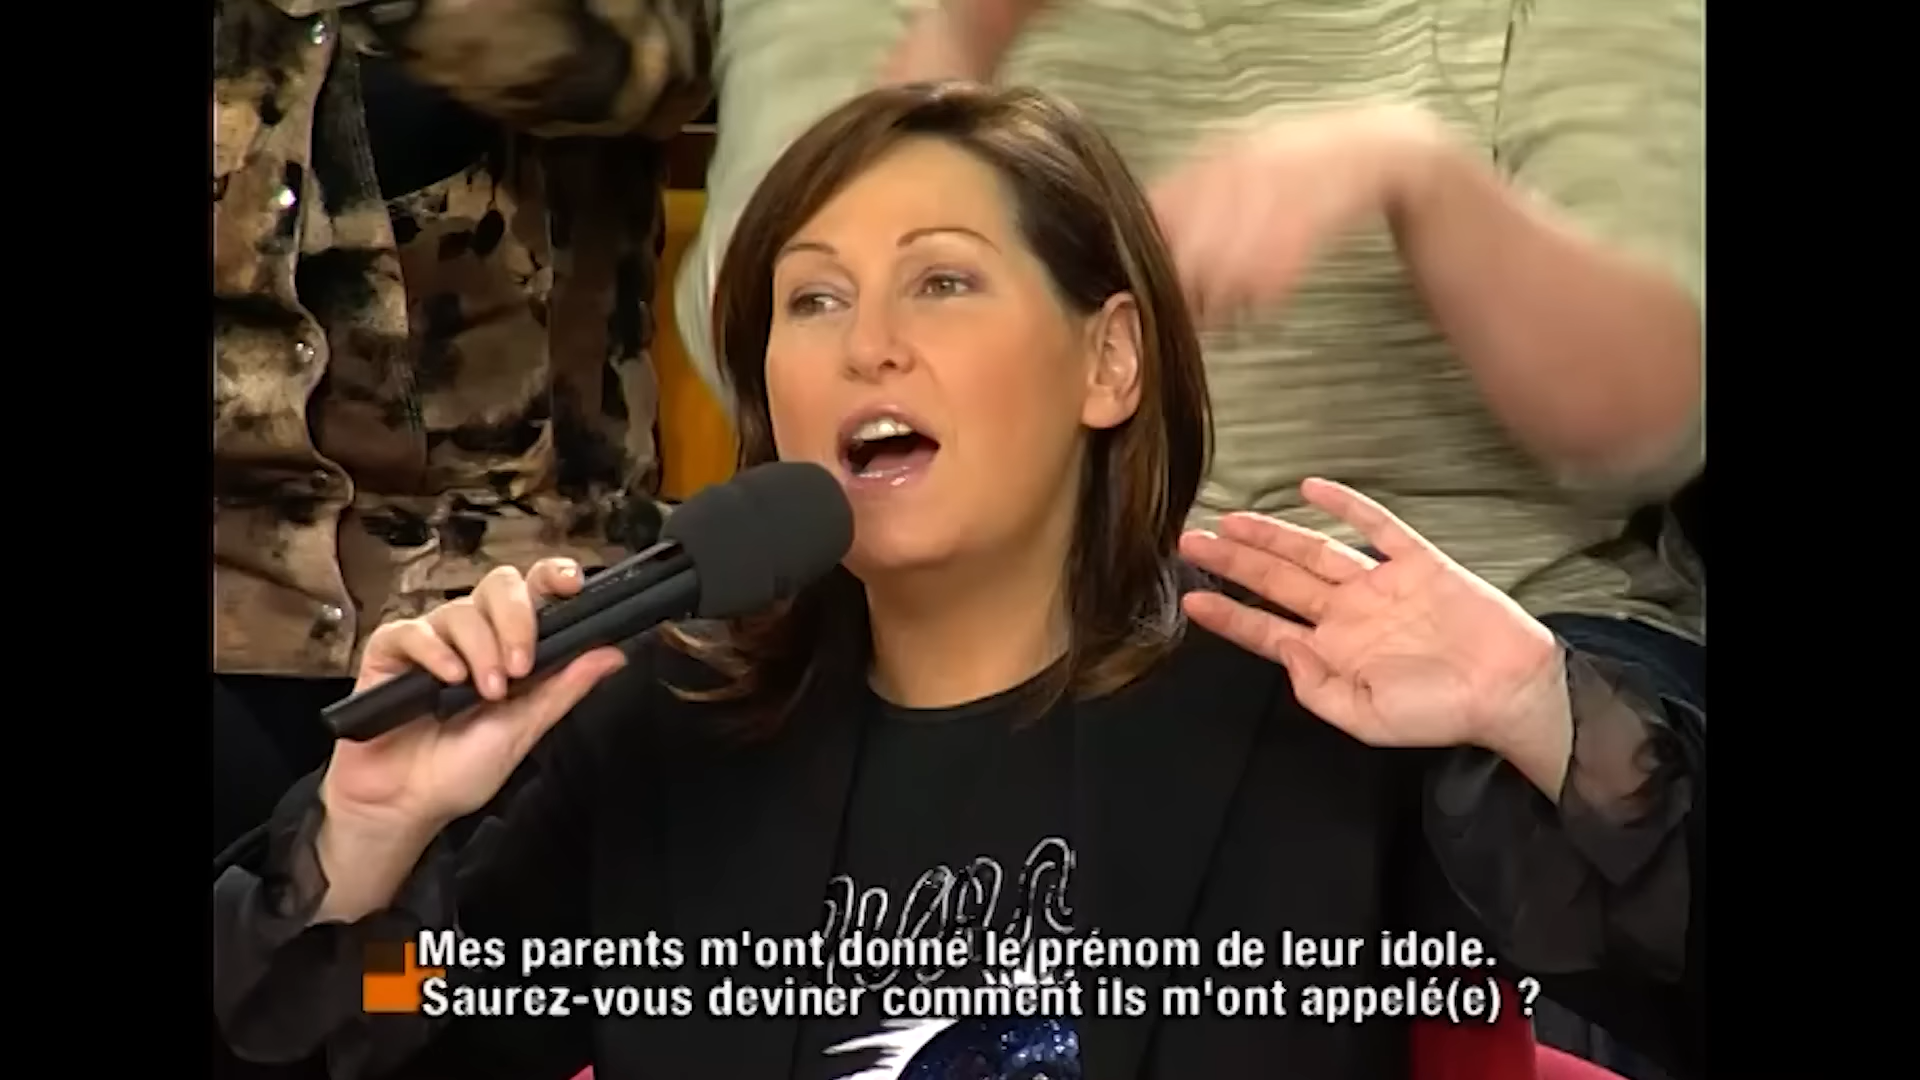 Mes parents m'ont donné le prénom de leur idole.
Saurez-vous deviner comment ils m'ont appelé(e) ?